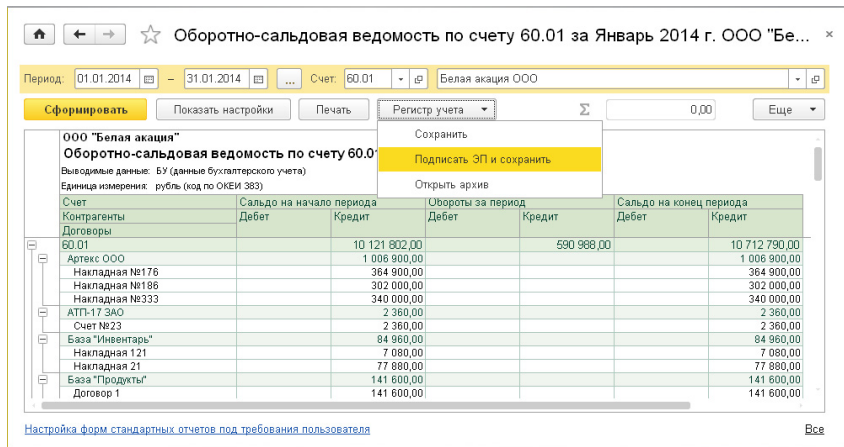 Оборотно-сальдовая ведомость по счету 60.01 за Январь 2014 г. ООО "Бе...
Период: 01.01.2014 – 31.01.2014 ... Счет: 60.01 Белая акация ООО
Сформировать Показать настройки Печать Регистр учета Σ 0,00 Еще
Сохранить
Подписать ЭП и сохранить
Открыть архив
ООО "Белая акация"
Оборотно-сальдовая ведомость по счету 60.0
Выводимые данные: БУ (данные бухгалтерского учета)
Единица измерения: рубль (код по ОКЕИ 383)
Счет Сальдо на начало периода Обороты за период Сальдо на конец периода
Контрагенты Дебет Кредит Дебет Кредит Дебет Кредит
Договоры
60.01 10 121 802,00 590 988,00 10 712 790,00
Артекс ООО 1 006 900,00 1 006 900,00
Накладная №176 364 900,00 364 900,00
Накладная №186 302 000,00 302 000,00
Накладная №333 340 000,00 340 000,00
АТП-17 ЗАО 2 360,00 2 360,00
Счет №23 2 360,00 2 360,00
База "Инвентарь" 84 960,00 84 960,00
Накладная 121 7 080,00 7 080,00
Накладная 21 77 880,00 77 880,00
База "Продукты" 141 600,00 141 600,00
Договор 1 141 600,00 141 600,00
Настройка форм стандартных отчетов под требования пользователя Все